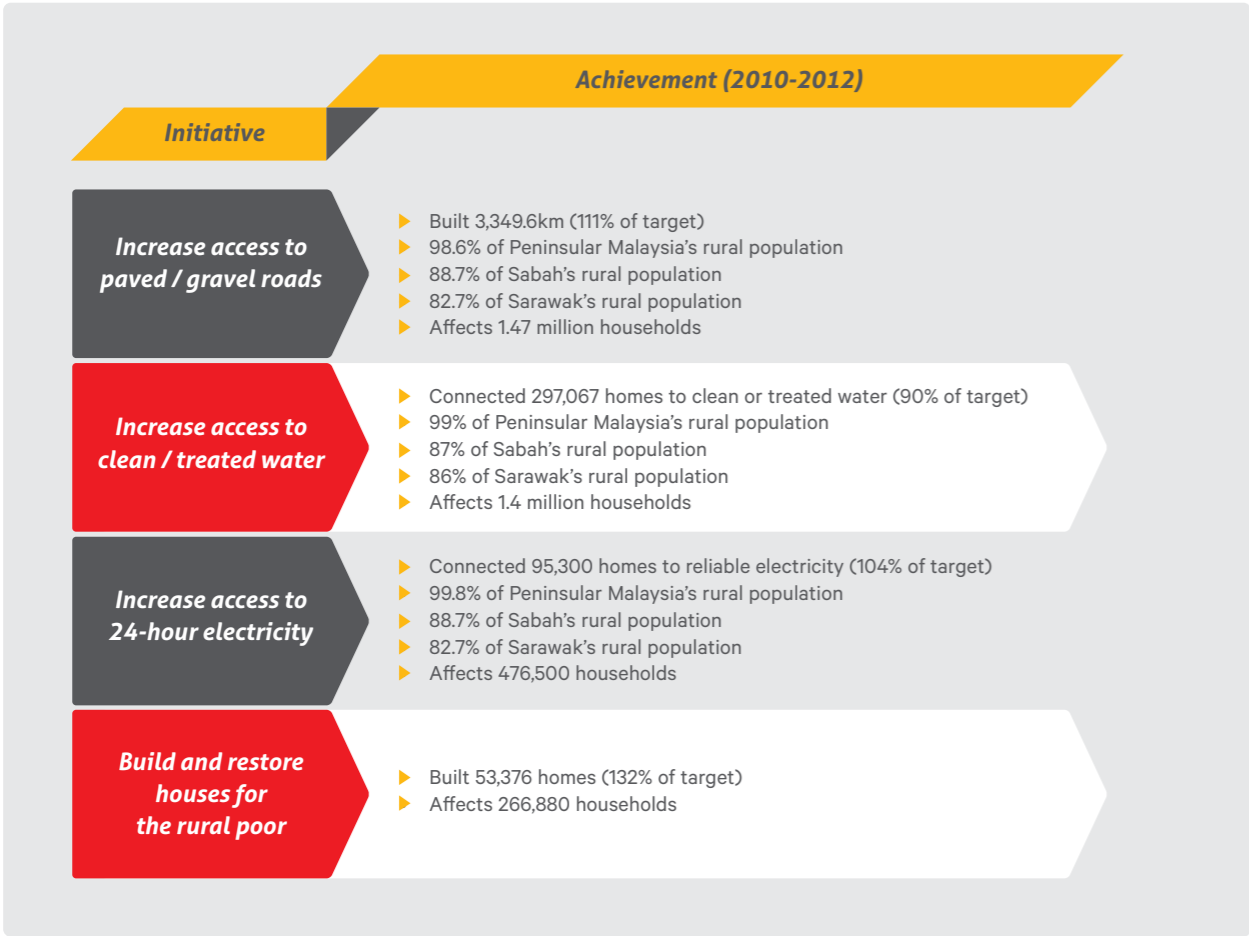 Achievement (2010-2012)
Initiative
Increase access to
paved / gravel roads
Built 3,349.6km (111% of target)
98.6% of Peninsular Malaysia’s rural population
88.7% of Sabah’s rural population
82.7% of Sarawak’s rural population
Affects 1.47 million households
Increase access to
clean / treated water
Connected 297,067 homes to clean or treated water (90% of target)
99% of Peninsular Malaysia’s rural population
87% of Sabah’s rural population
86% of Sarawak’s rural population
Affects 1.4 million households
Increase access to
24-hour electricity
Connected 95,300 homes to reliable electricity (104% of target)
99.8% of Peninsular Malaysia’s rural population
88.7% of Sabah’s rural population
82.7% of Sarawak’s rural population
Affects 476,500 households
Build and restore
houses for
the rural poor
Built 53,376 homes (132% of target)
Affects 266,880 households